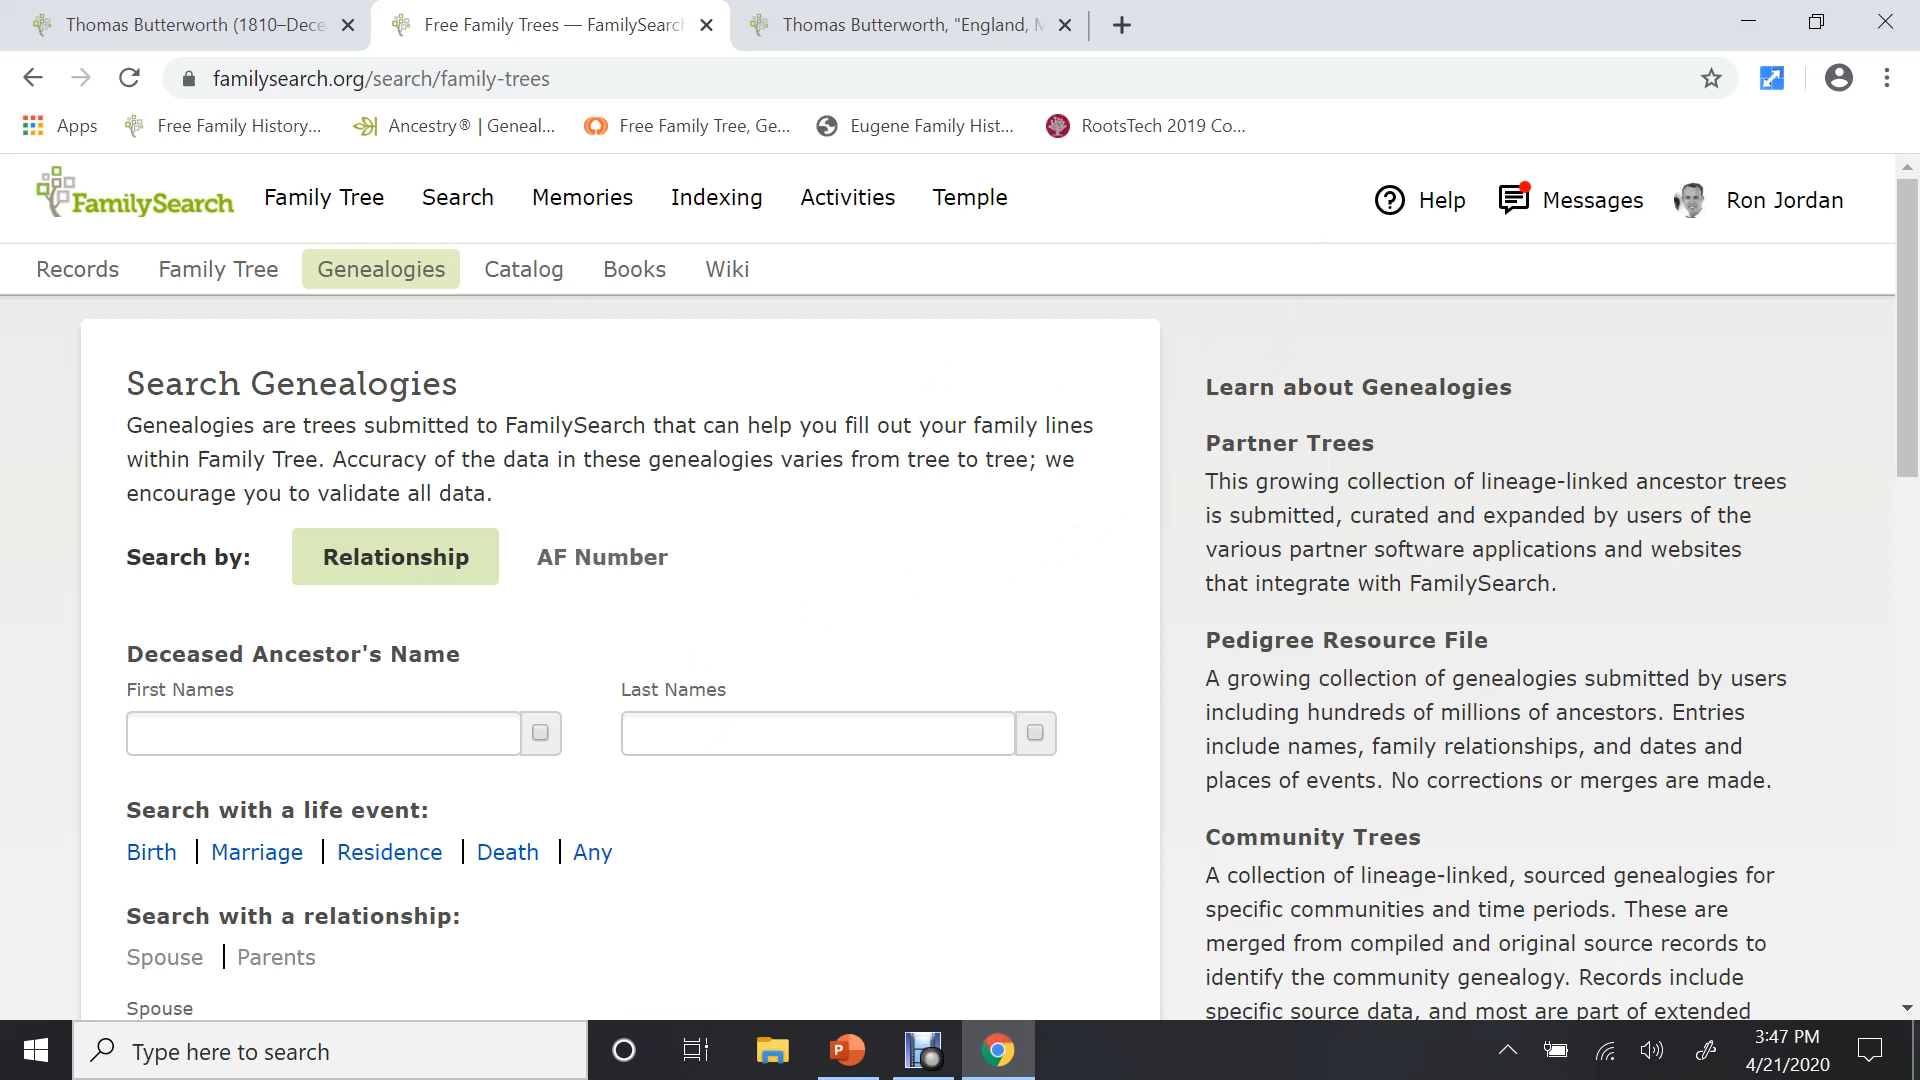 Thomas Butterworth (1810–Dece
Free Family Trees — FamilySearch
Thomas Butterworth, "England, M
familysearch.org/search/family-trees
Apps
Free Family History...
Ancestry® | Geneal...
Free Family Tree, Ge...
Eugene Family Hist...
RootsTech 2019 Co...
FamilySearch
Family Tree
Search
Memories
Indexing
Activities
Temple
Help
Messages
Ron Jordan
Records
Family Tree
Genealogies
Catalog
Books
Wiki
Search Genealogies
Genealogies are trees submitted to FamilySearch that can help you fill out your family lines
within Family Tree. Accuracy of the data in these genealogies varies from tree to tree; we
encourage you to validate all data.
Search by:
Relationship
AF Number
Deceased Ancestor's Name
First Names
Last Names
Search with a life event:
Birth
Marriage
Residence
Death
Any
Search with a relationship:
Spouse
Parents
Spouse
Learn about Genealogies
Partner Trees
This growing collection of lineage-linked ancestor trees
is submitted, curated and expanded by users of the
various partner software applications and websites
that integrate with FamilySearch.
Pedigree Resource File
A growing collection of genealogies submitted by users
including hundreds of millions of ancestors. Entries
include names, family relationships, and dates and
places of events. No corrections or merges are made.
Community Trees
A collection of lineage-linked, sourced genealogies for
specific communities and time periods. These are
merged from compiled and original source records to
identify the community genealogy. Records include
specific source data, and most are part of extended
Type here to search
P
3:47 PM
4/21/2020